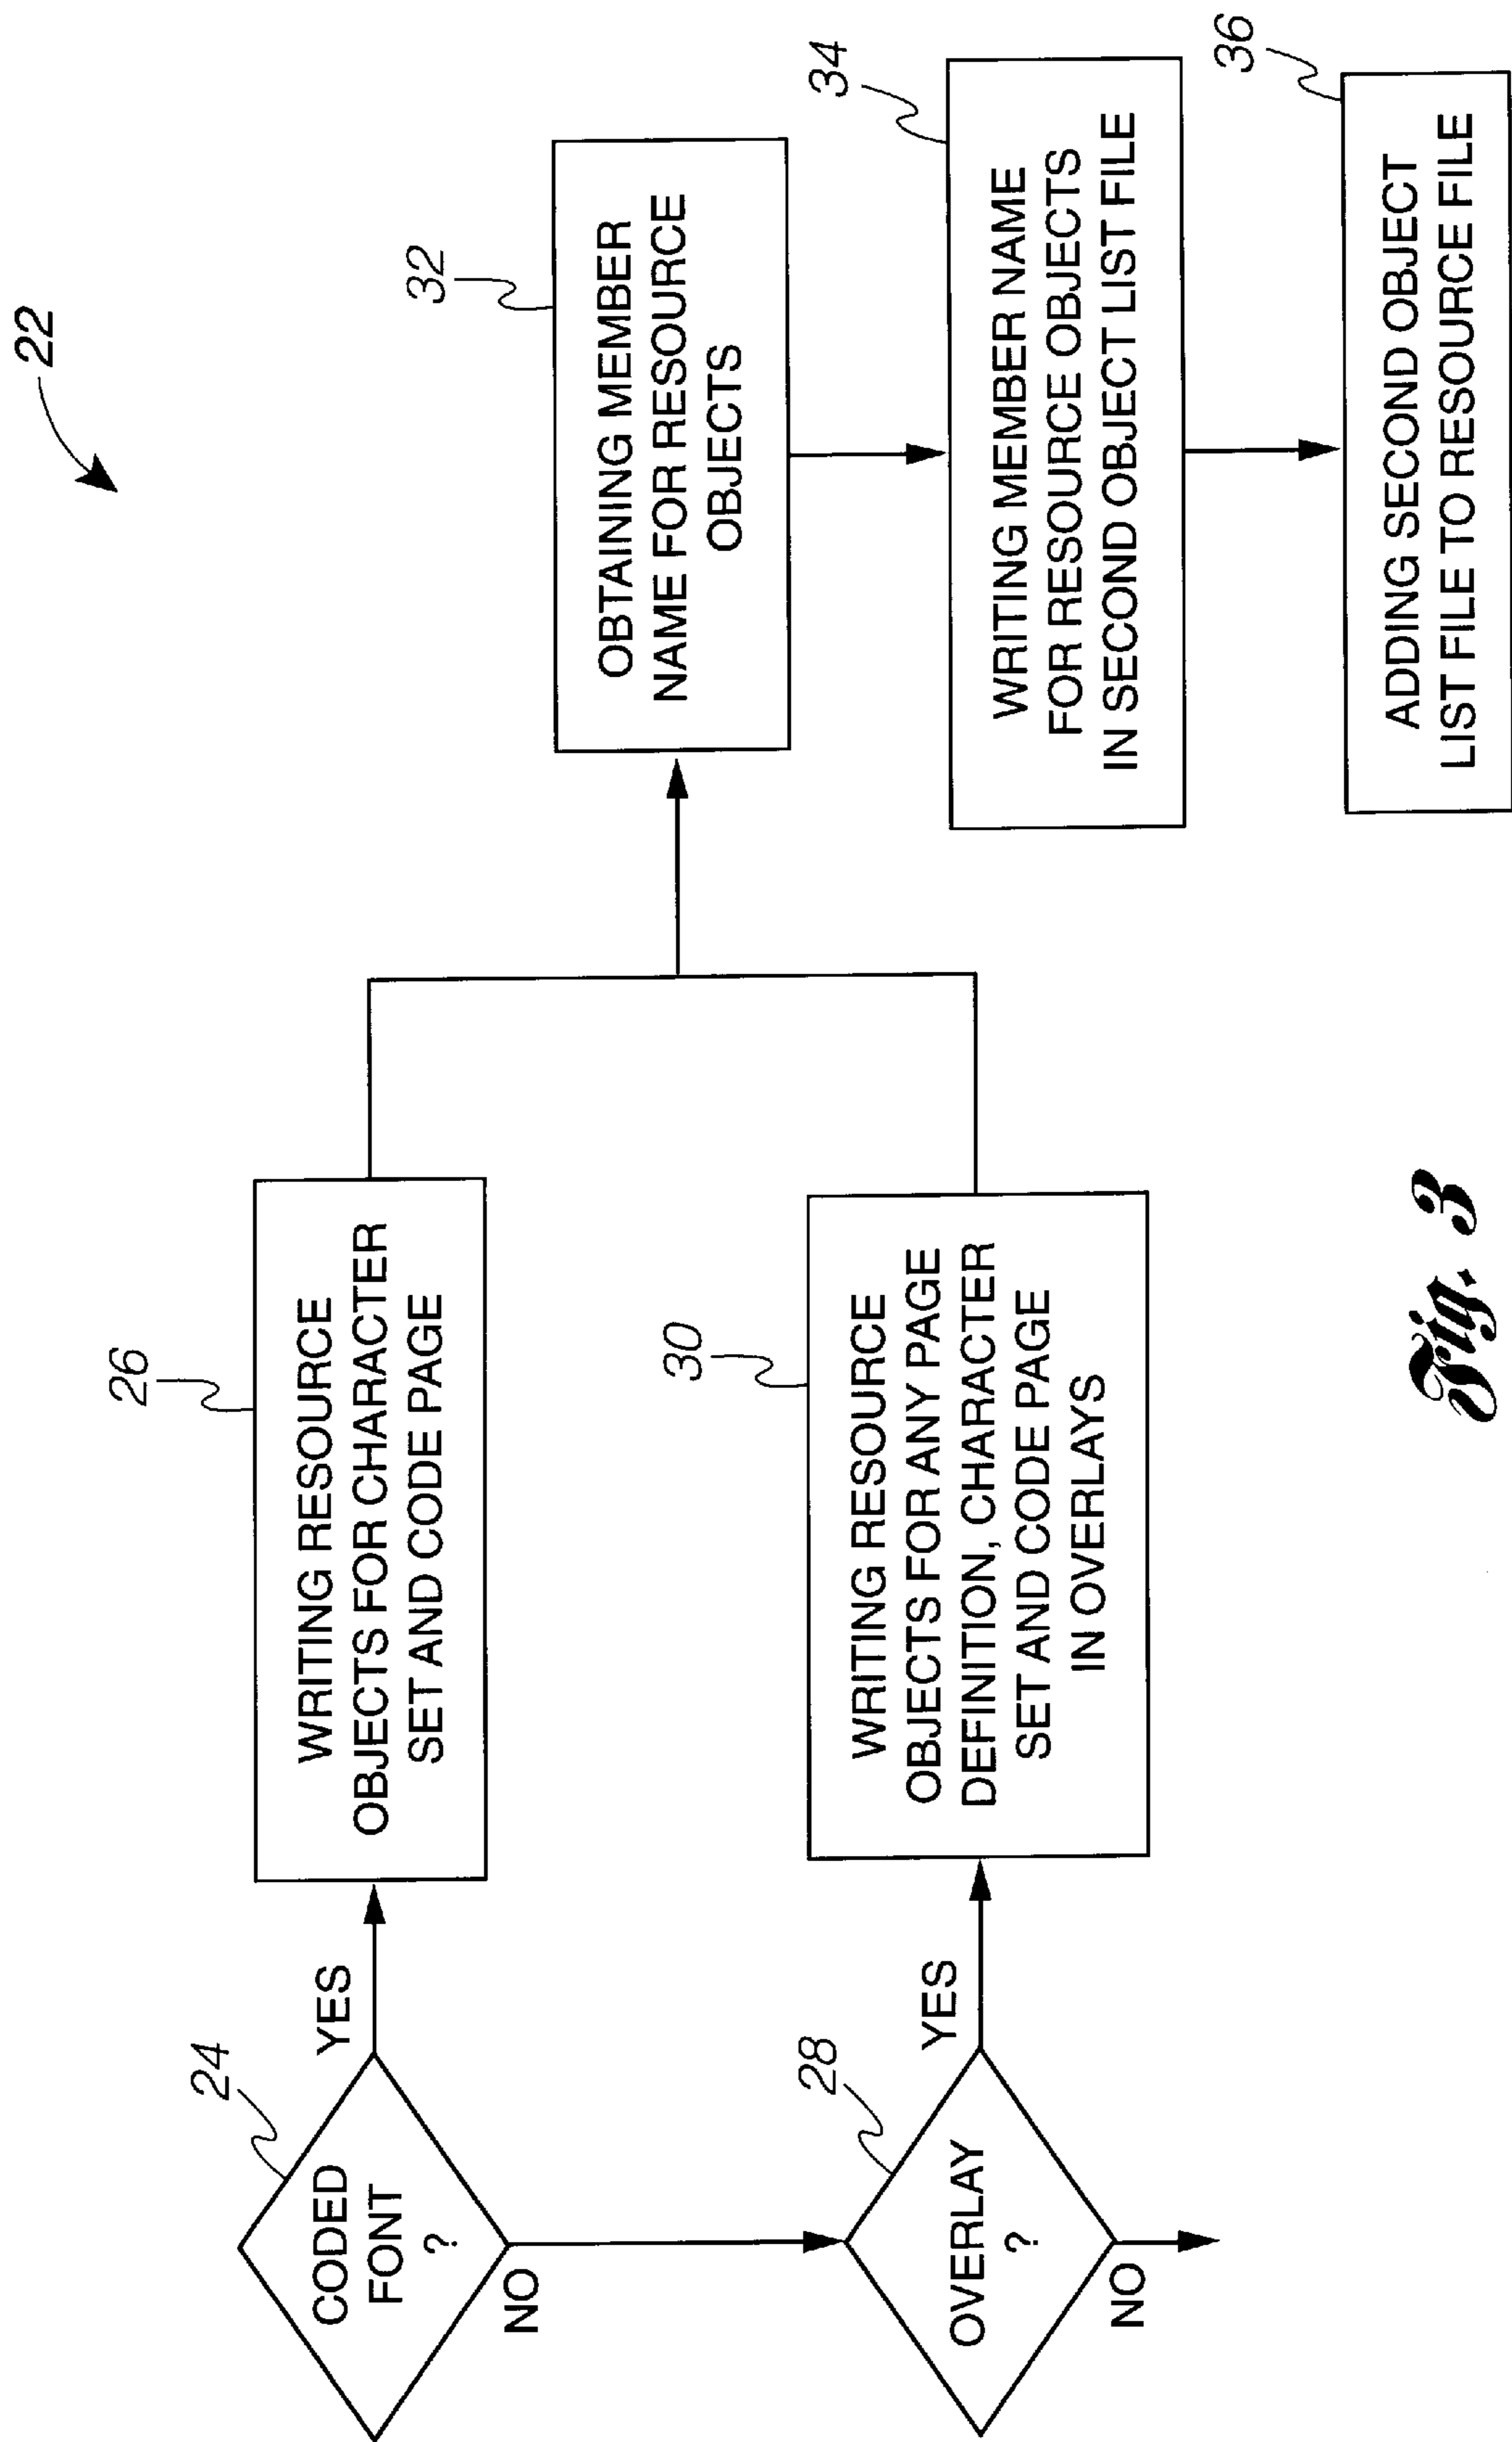 22
24
CODED
FONT
?
YES
NO
26
WRITING RESOURCE
OBJECTS FOR CHARACTER
SET AND CODE PAGE
28
OVERLAY
?
YES
NO
30
WRITING RESOURCE
OBJECTS FOR ANY PAGE
DEFINITION, CHARACTER
SET AND CODE PAGE
IN OVERLAYS
32
OBTAINING MEMBER
NAME FOR RESOURCE
OBJECTS
34
WRITING MEMBER NAME
FOR RESOURCE OBJECTS
IN SECOND OBJECT LIST FILE
36
ADDING SECOND OBJECT
LIST FILE TO RESOURCE FILE
Fig. 3